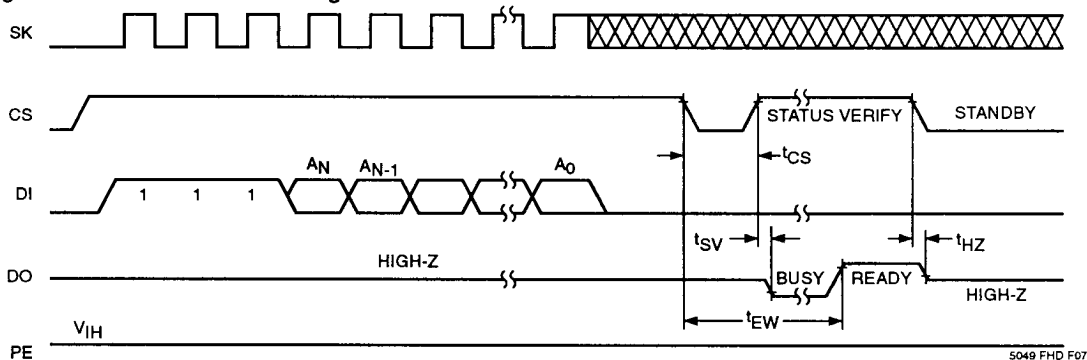 SK
CS
STATUS VERIFY
STANDBY
tCS
DI
1 1 1
AN
AN-1
A0
tSV
tHZ
DO
HIGH-Z
BUSY
READY
HIGH-Z
tEW
VIH
PE
5049 FHD F07